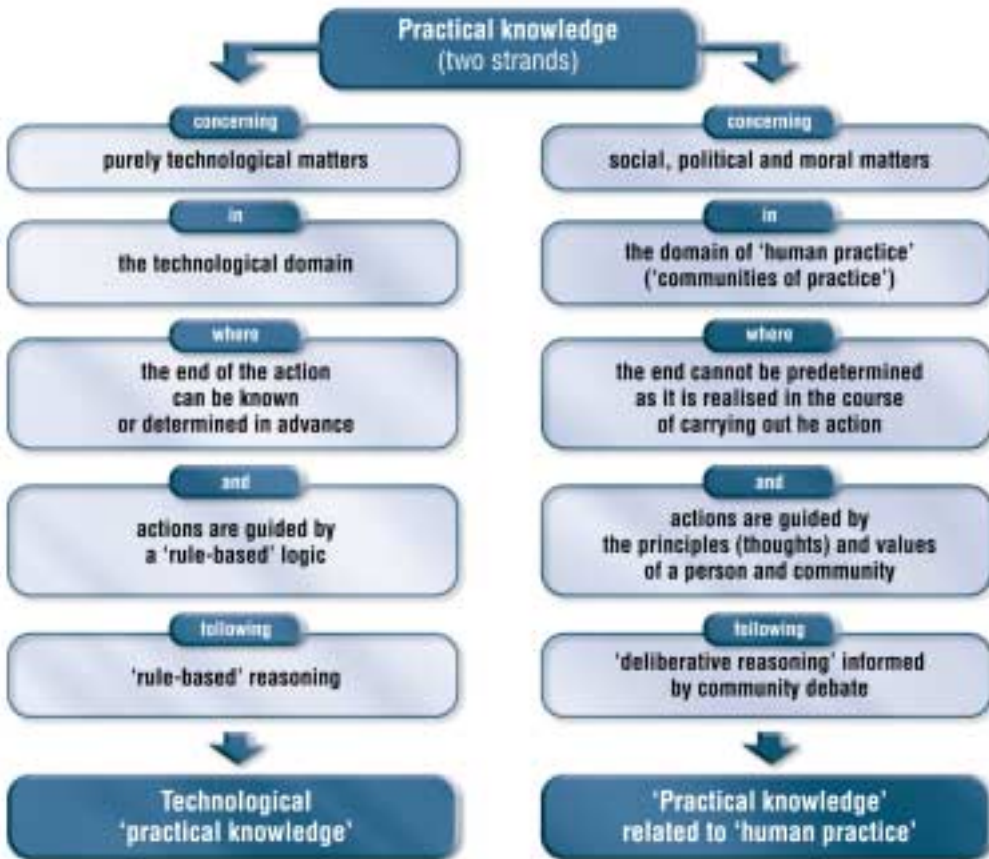 Practical knowledge
(two strands)
concerning
purely technological matters
in
the technological domain
where
the end of the action
can be known
or determined in advance
and
actions are guided by
a ‘rule-based’ logic
following
‘rule-based’ reasoning
Technological
‘practical knowledge’
concerning
social, political and moral matters
in
the domain of ‘human practice’
(‘communities of practice’)
where
the end cannot be predetermined
as it is realised in the course
of carrying out he action
and
actions are guided by
the principles (thoughts) and values
of a person and community
following
‘deliberative reasoning’ informed
by community debate
‘Practical knowledge’
related to ‘human practice’